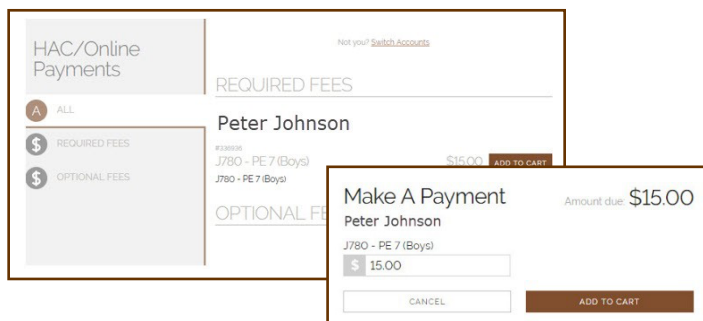 HAC/Online
Payments
A ALL
$ REQUIRED FEES
$ OPTIONAL FEES
Not you? Switch Accounts
REQUIRED FEES
Peter Johnson
#336936
J780 - PE 7 (Boys) $15.00 ADD TO CART
J780 - PE 7 (Boys)
OPTIONAL FE
Make A Payment Amount due: $15.00
Peter Johnson
J780 - PE 7 (Boys)
$ 15.00
CANCEL ADD TO CART